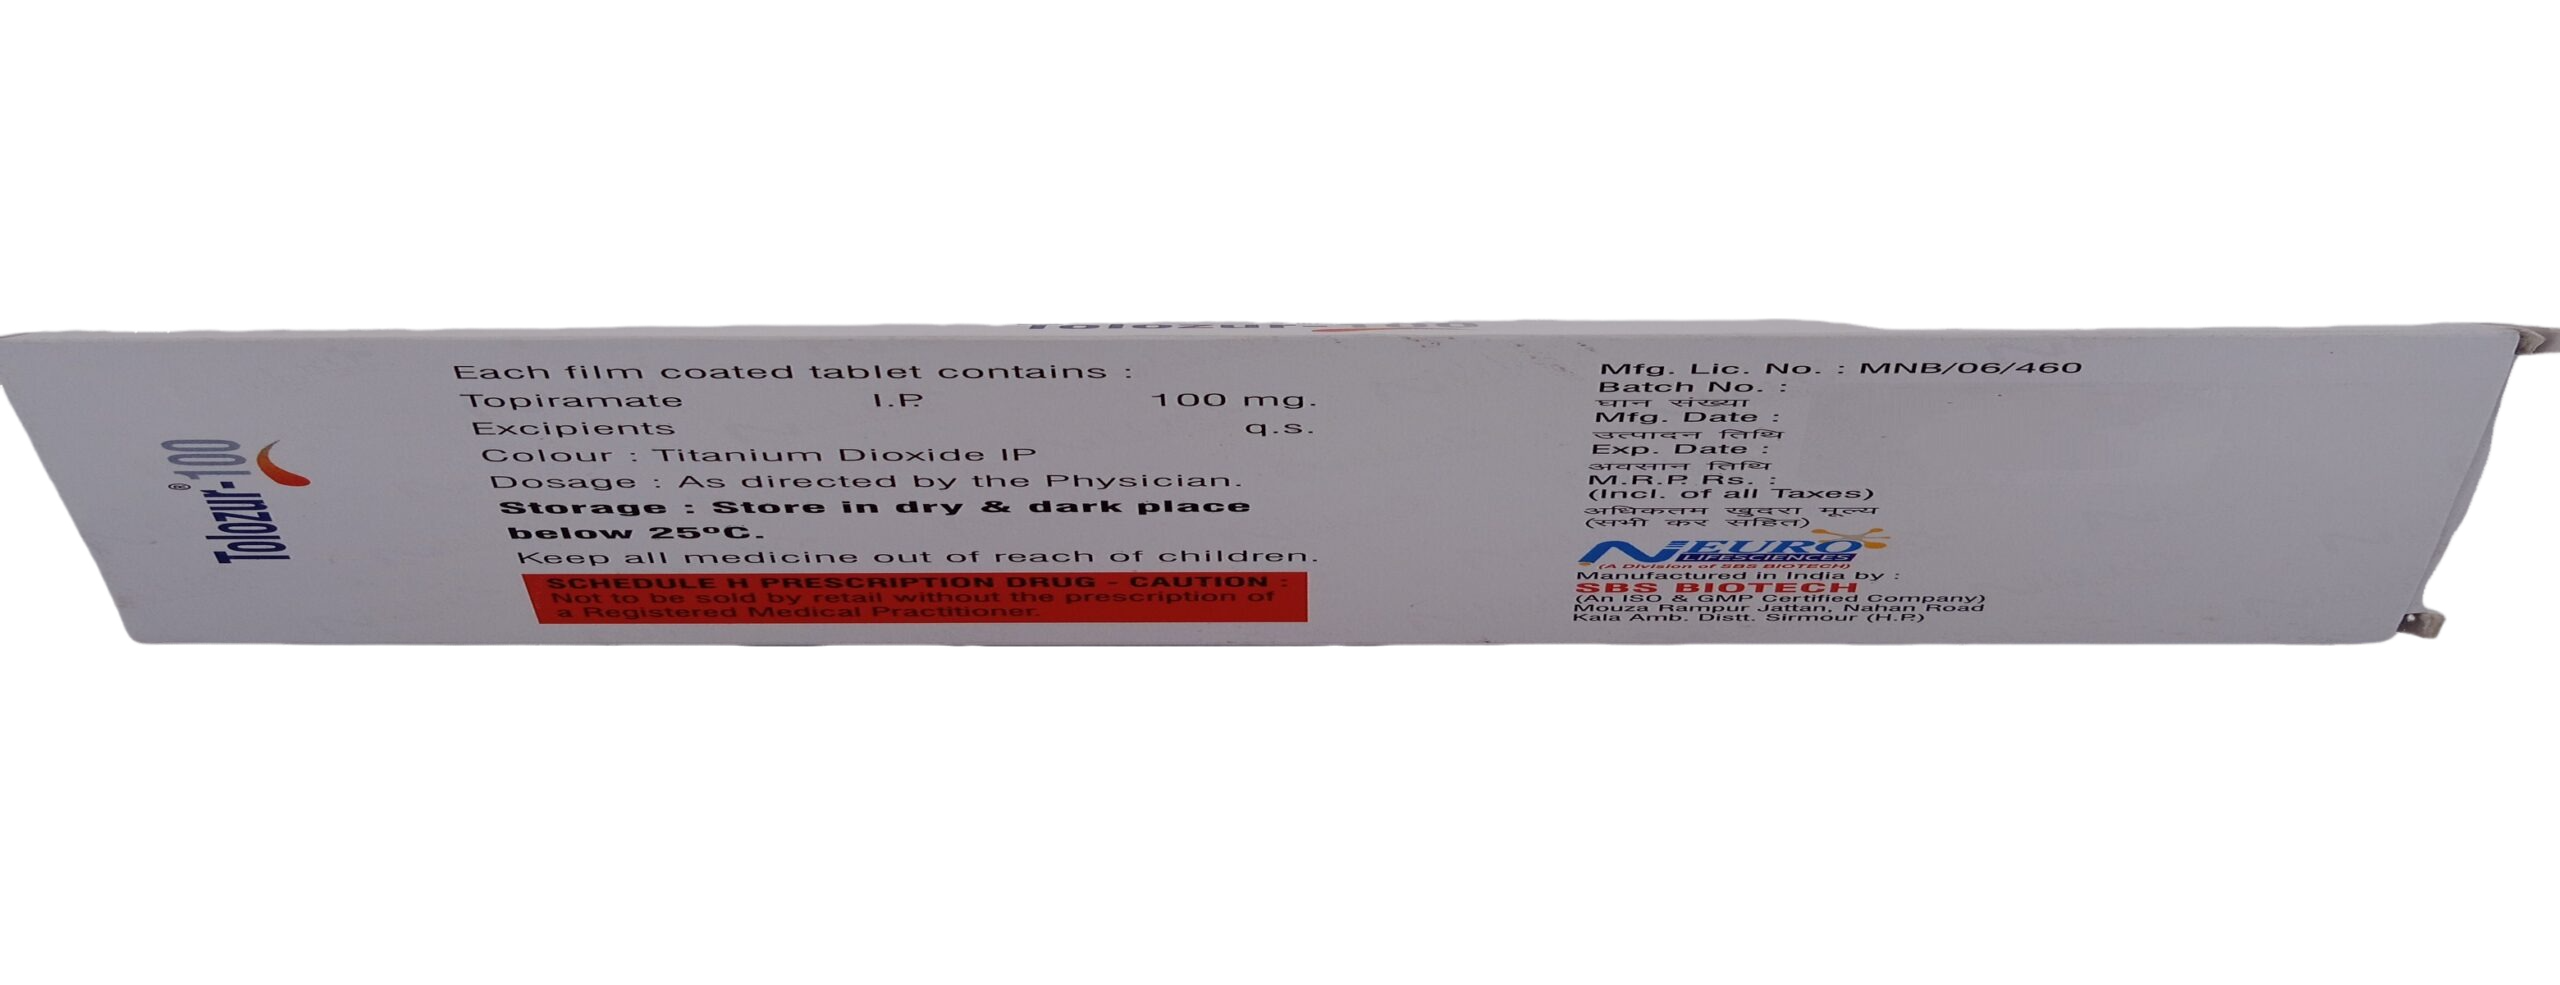 Tolozur-100
Tolozur®-100
Each film coated tablet contains :
Topiramate I.P. 100 mg.
Excipients q.s.
Colour : Titanium Dioxide IP
Dosage : As directed by the Physician.
Storage : Store in dry & dark place
below 25ºC.
Keep all medicine out of reach of children.
SCHEDULE H PRESCRIPTION DRUG - CAUTION :
Not to be sold by retail without the prescription of
a Registered Medical Practitioner.
Mfg. Lic. No. : MNB/06/460
Batch No. :
घान संख्या
Mfg. Date :
उत्पादन तिथि
Exp. Date :
अवसान तिथि
M.R.P. Rs. :
(Incl. of all Taxes)
अधिकतम खुदरा मूल्य
(सभी कर सहित)
NEURO
LIFESCIENCES
(A Division of SBS BIOTECH)
Manufactured in India by :
SBS BIOTECH
(An ISO & GMP Certified Company)
Mouza Rampur Jattan, Nahan Road
Kala Amb. Distt. Sirmour (H.P.)